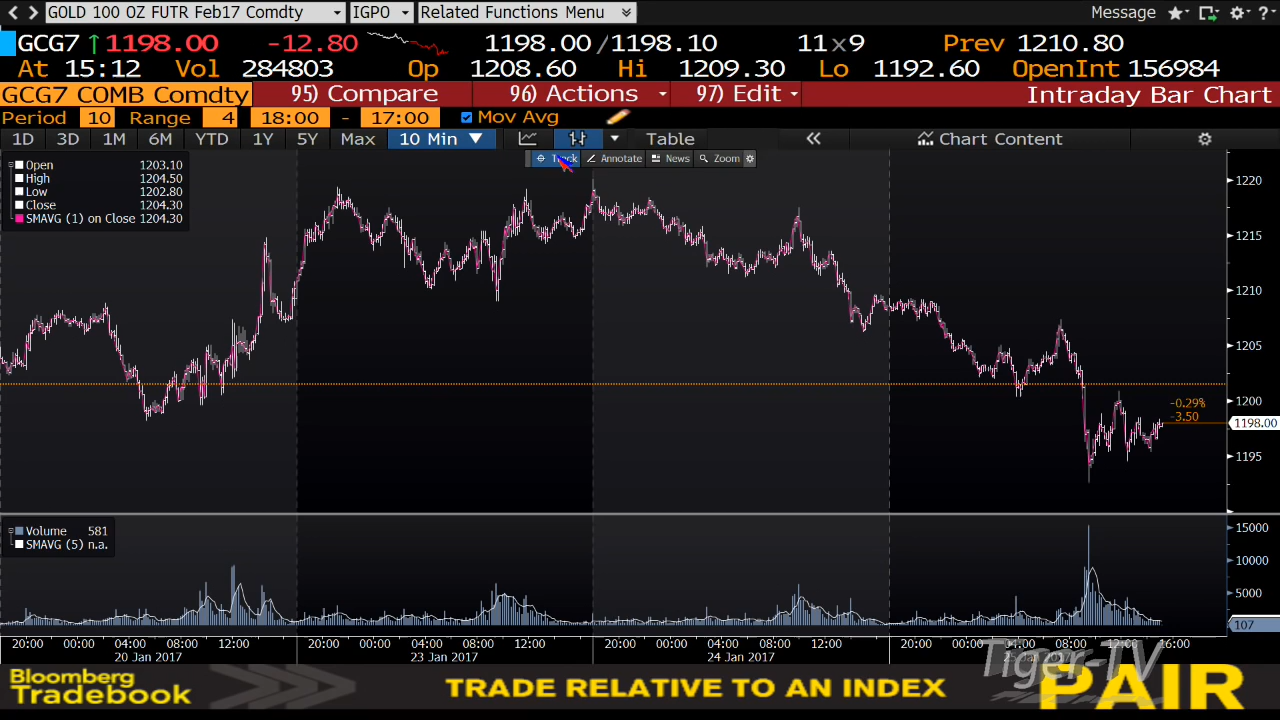 GOLD 100 OZ FUTR Feb17 Comdty IGPO Related Functions Menu Message
GCG7 1198.00 -12.80 1198.00/1198.10 11x9 Prev 1210.80
At 15:12 Vol 284803 Op 1208.60 Hi 1209.30 Lo 1192.60 OpenInt 156984
GCG7 COMB Comdty 95) Compare 96) Actions 97) Edit Intraday Bar Chart
Period 10 Range 4 18:00 - 17:00 Mov Avg
1D 3D 1M 6M YTD 1Y 5Y Max 10 Min Table Chart Content
Track Annotate News Zoom
Open 1203.10
High 1204.50
Low 1202.80
Close 1204.30
SMAVG (1) on Close 1204.30
1220
1215
1210
1205
1200
-0.29%
-3.50
1198.00
1195
Volume 581
SMAVG (5) n.a.
15000
10000
5000
107
20:00 00:00 04:00 08:00 12:00 20:00 00:00 04:00 08:00 12:00 20:00 00:00 04:00 08:00 12:00 20:00 00:00 04:00 08:00 12:00 16:00
20 Jan 2017 23 Jan 2017 24 Jan 2017 25 Jan 2017
Tiger-TV
Bloomberg
Tradebook
TRADE RELATIVE TO AN INDEX
PAIR